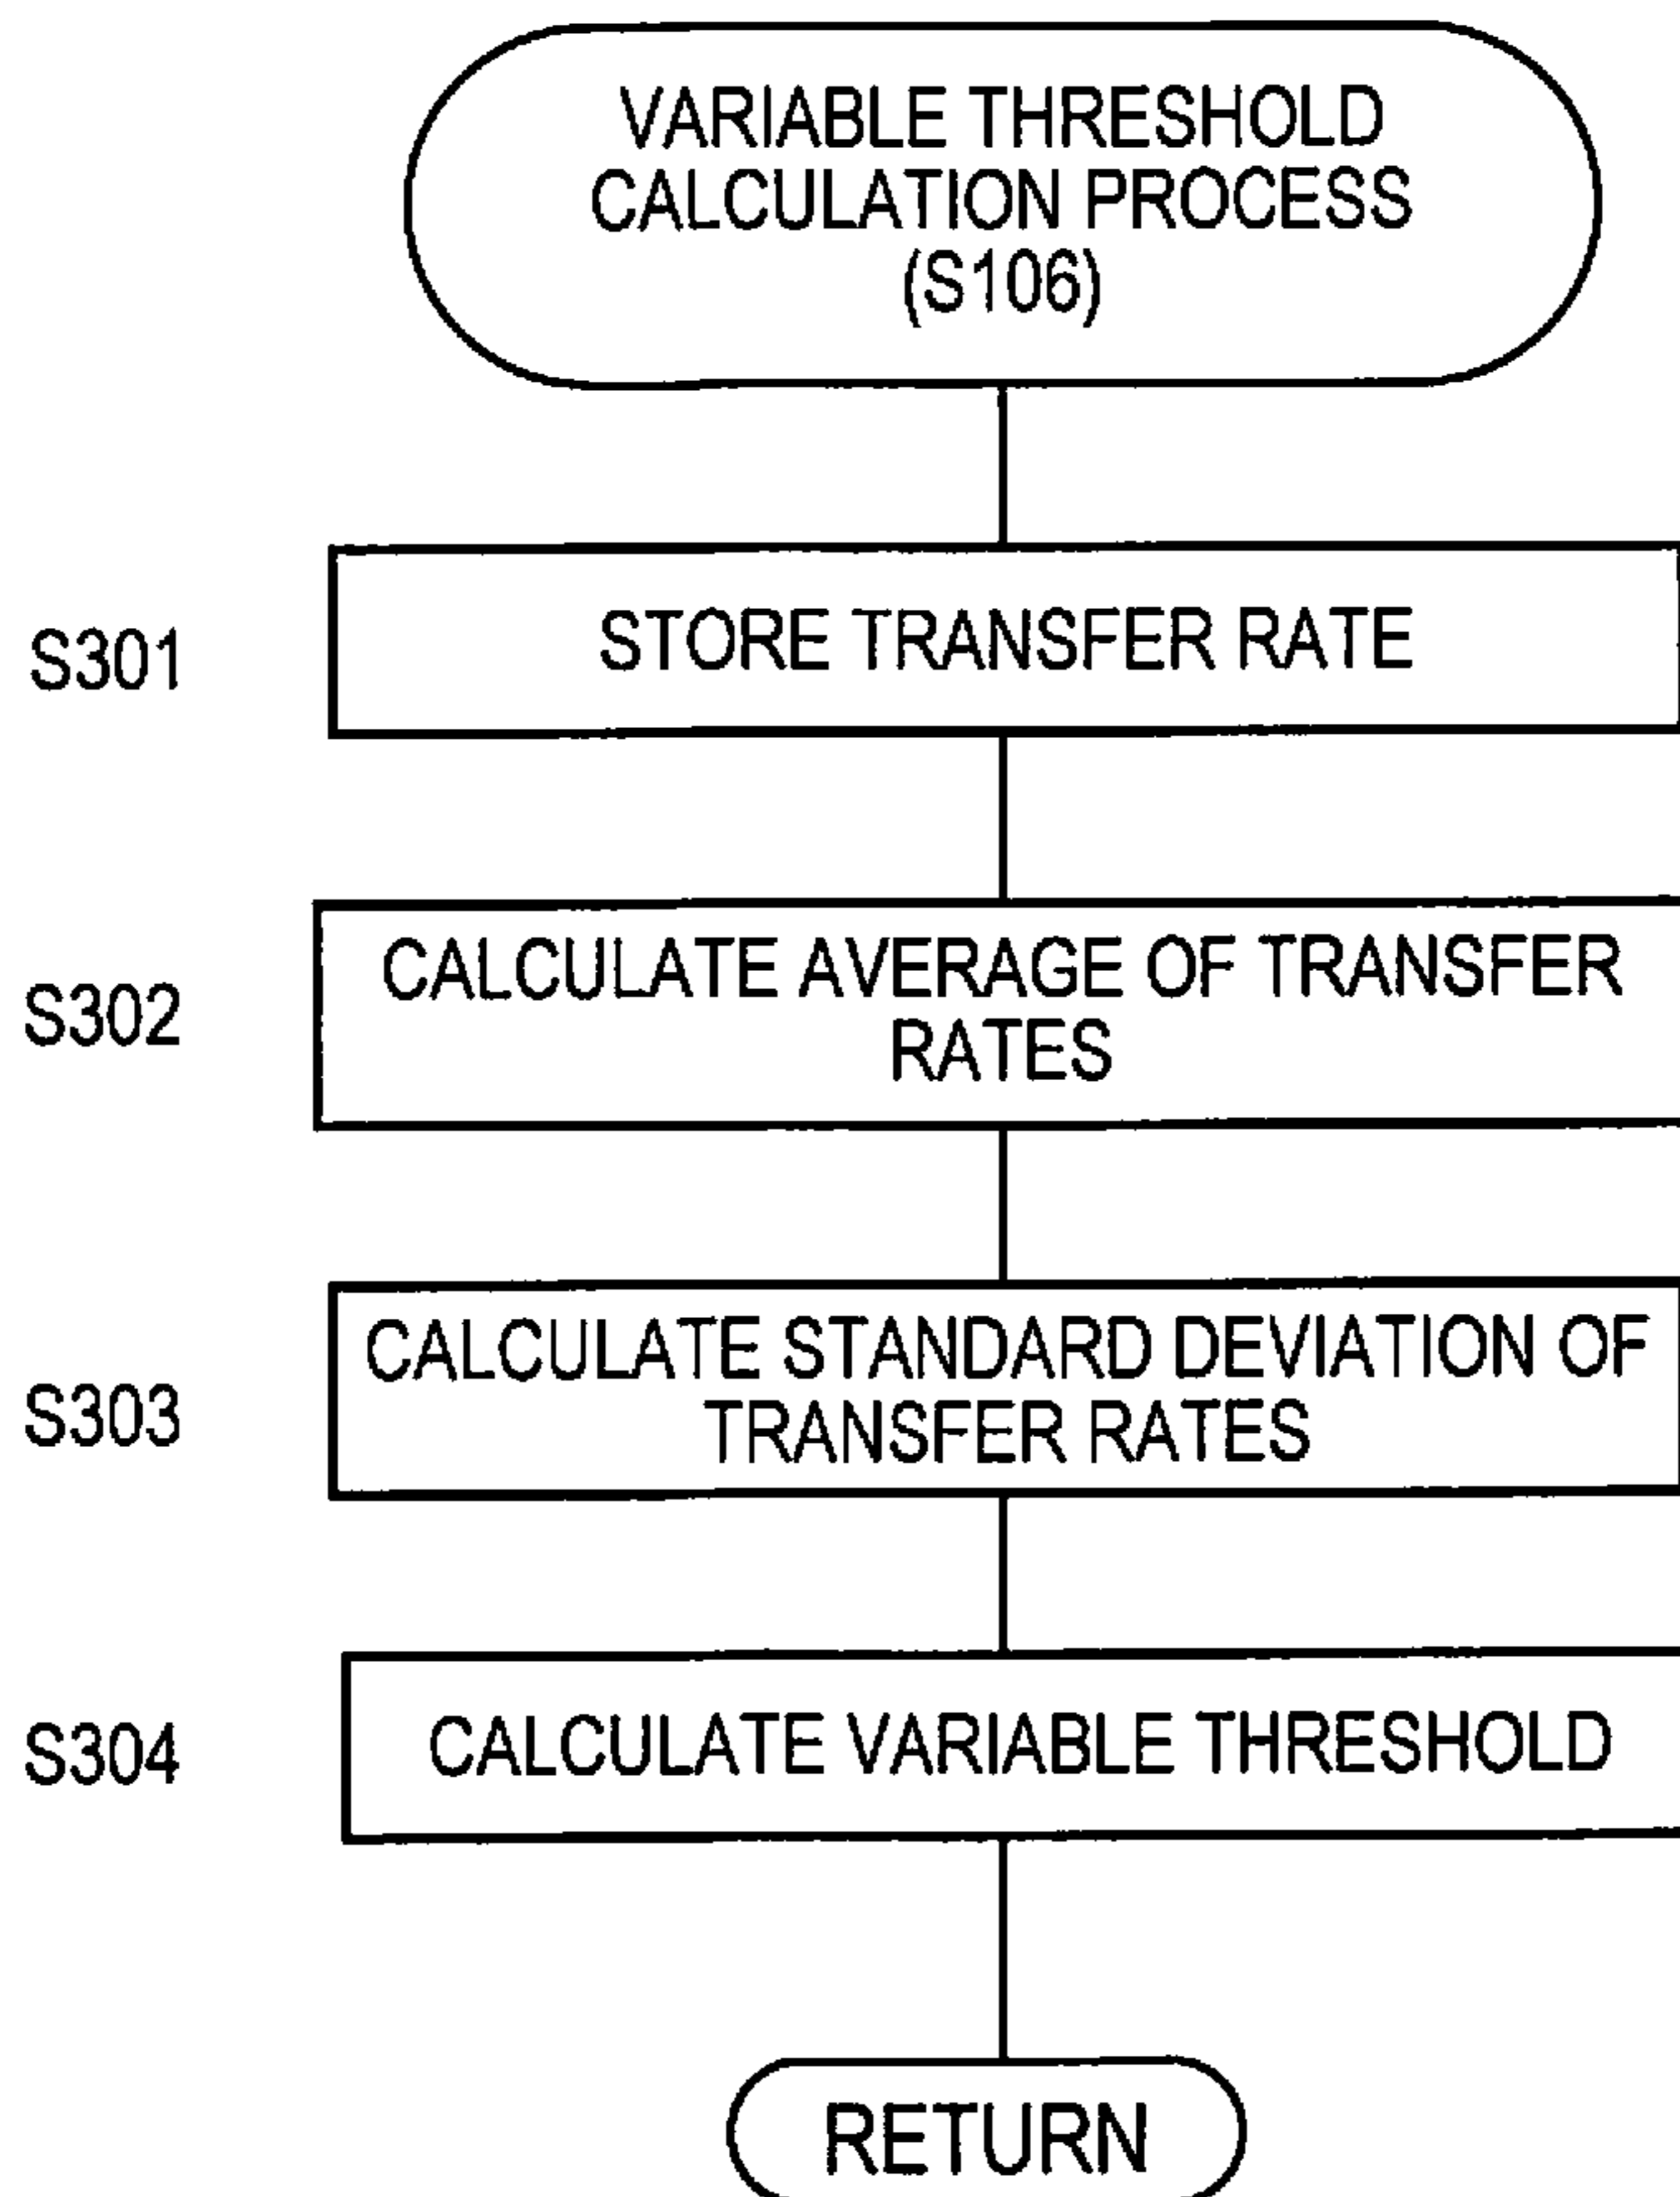 VARIABLE THRESHOLD
CALCULATION PROCESS
(S106)
S301
STORE TRANSFER RATE
S302
CALCULATE AVERAGE OF TRANSFER
RATES
S303
CALCULATE STANDARD DEVIATION OF
TRANSFER RATES
S304
CALCULATE VARIABLE THRESHOLD
RETURN